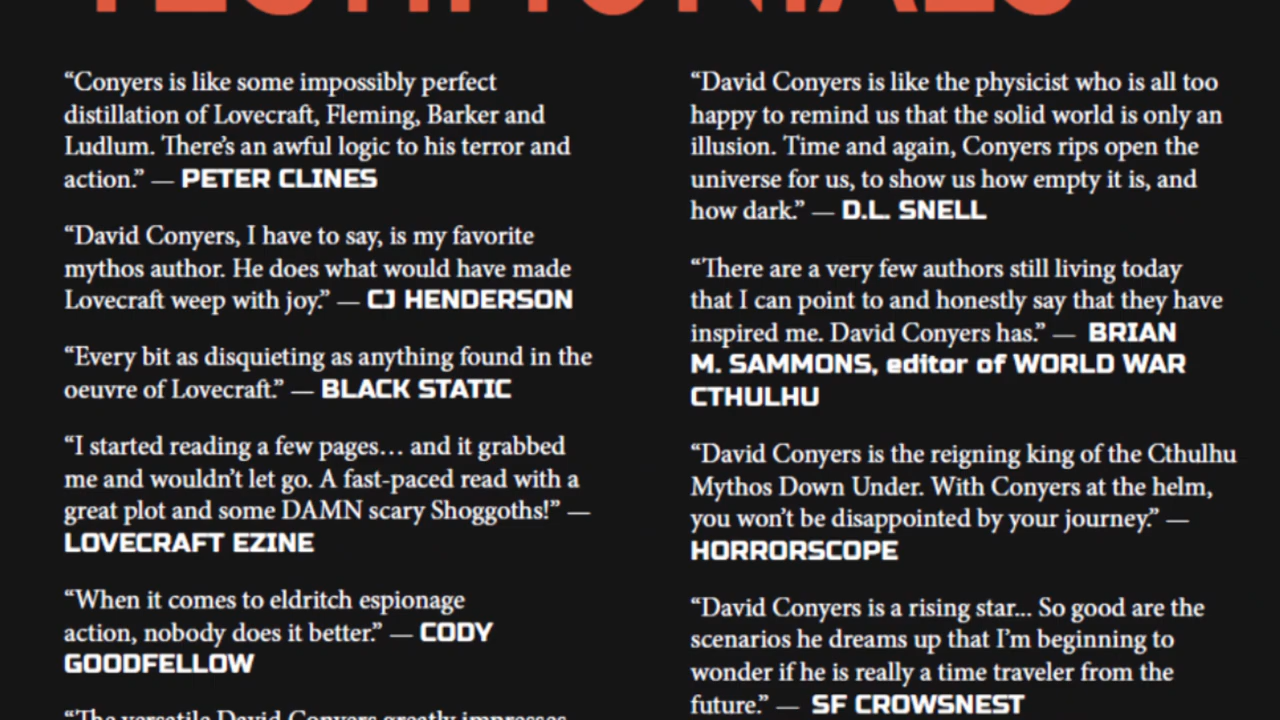 TESTIMONIALS
“Conyers is like some impossibly perfect
distillation of Lovecraft, Fleming, Barker and
Ludlum. There’s an awful logic to his terror and
action.” — PETER CLINES
“David Conyers, I have to say, is my favorite
mythos author. He does what would have made
Lovecraft weep with joy.” — CJ HENDERSON
“Every bit as disquieting as anything found in the
oeuvre of Lovecraft.” — BLACK STATIC
“I started reading a few pages… and it grabbed
me and wouldn’t let go. A fast-paced read with a
great plot and some DAMN scary Shoggoths!” —
LOVECRAFT EZINE
“When it comes to eldritch espionage
action, nobody does it better.” — CODY
GOODFELLOW
“The versatile David Conyers greatly impresses
“David Conyers is like the physicist who is all too
happy to remind us that the solid world is only an
illusion. Time and again, Conyers rips open the
universe for us, to show us how empty it is, and
how dark.” — D.L. SNELL
“There are a very few authors still living today
that I can point to and honestly say that they have
inspired me. David Conyers has.” — BRIAN
M. SAMMONS, editor of WORLD WAR
CTHULHU
“David Conyers is the reigning king of the Cthulhu
Mythos Down Under. With Conyers at the helm,
you won’t be disappointed by your journey.” —
HORRORSCOPE
“David Conyers is a rising star... So good are the
scenarios he dreams up that I’m beginning to
wonder if he is really a time traveler from the
future.” — SF CROWSNEST